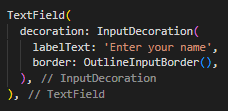 TextField(
  decoration: InputDecoration(
    labelText: 'Enter your name',
    border: OutlineInputBorder(),
  ), // InputDecoration
), // TextField